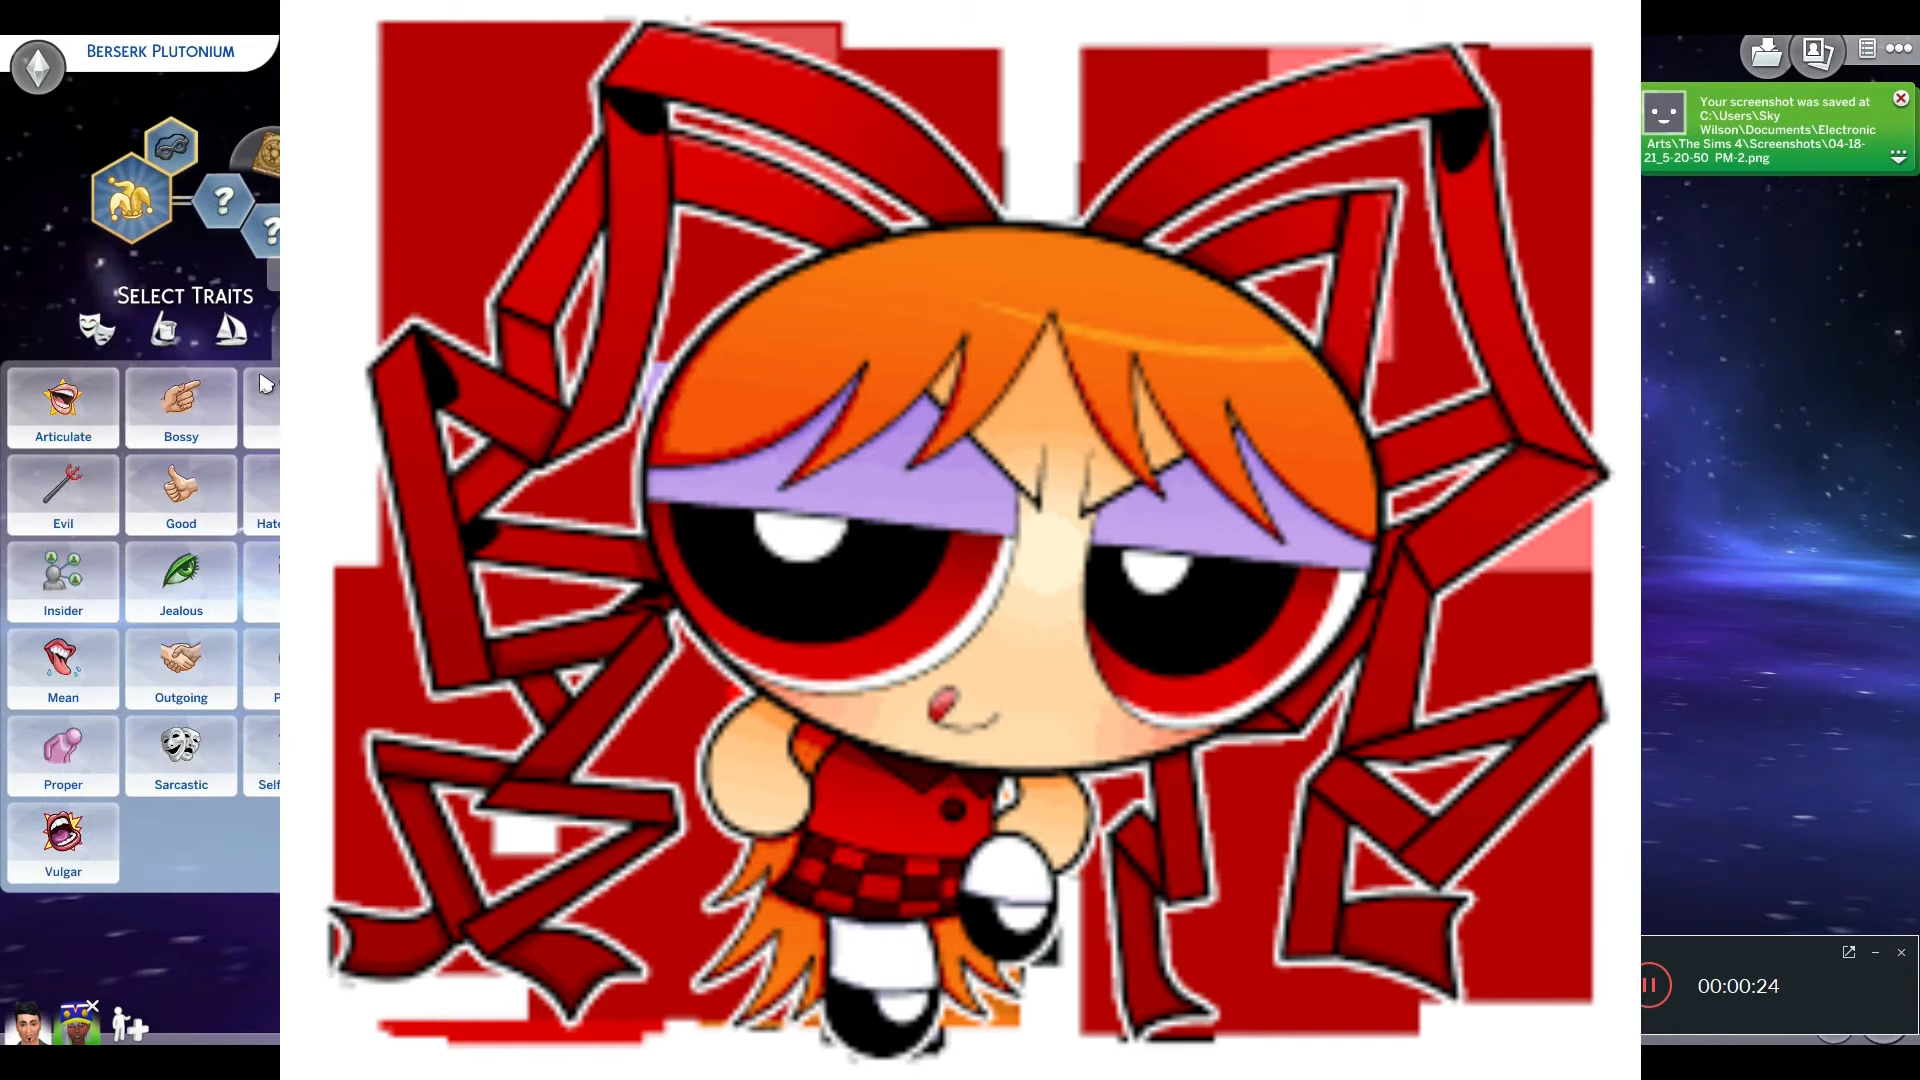 BERSERK PLUTONIUM
?
?
SELECT TRAITS
Articulate
Bossy
Evil
Good
Hate
Insider
Jealous
Mean
Outgoing
P
Proper
Sarcastic
Self
Vulgar
Your screenshot was saved at
C:\Users\Sky
Wilson\Documents\Electronic
Arts\The Sims 4\Screenshots\04-18-
21_5-20-50 PM-2.png
00:00:24